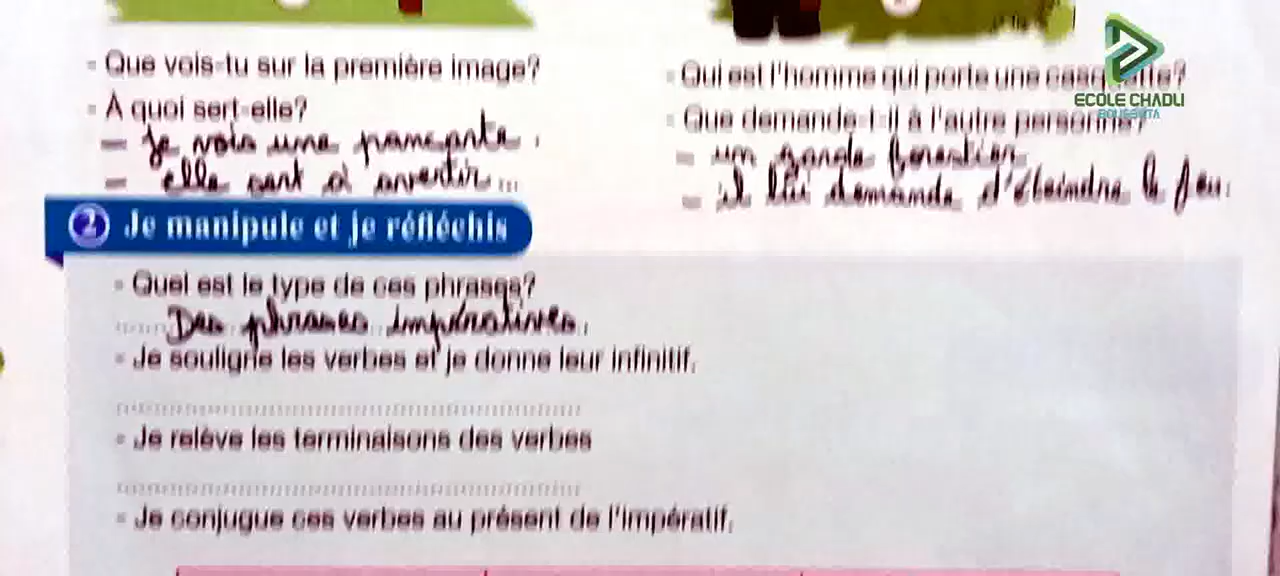 - Que vois-tu sur la première image?
- A quoi sert-elle?
- Je vois une pancarte.
- elle sert à avertir...
- Qui est l'homme qui porte une casquette?
- Que demande-t-il à l'autre personne?
- un garde forestier
- il lui demande d'éteindre le feu.
ECOLE CHADLI
2 Je manipule et je réfléchis
- Quel est le type de ces phrases?
Des phrases impératives.
- Je souligne les verbes et je donne leur infinitif.
- Je relève les terminaisons des verbes
- Je conjugue ces verbes au présent de l'impératif.